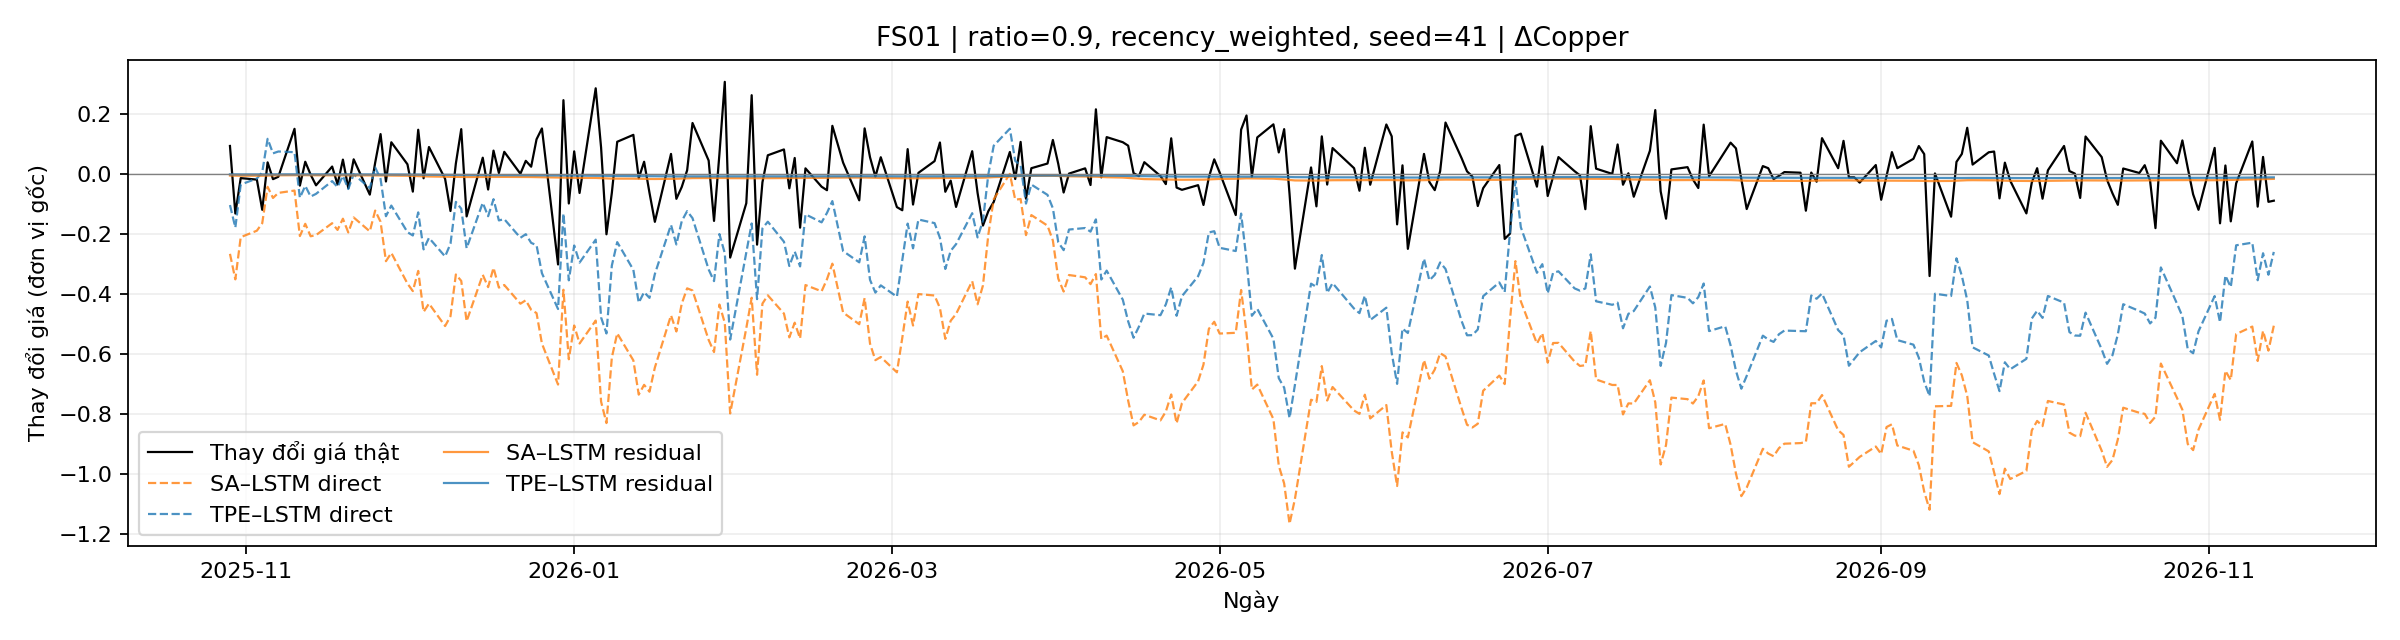 FS01 | ratio=0.9, recency_weighted, seed=41 | ΔCopper
Thay đổi giá (đơn vị gốc)
0.2
0.0
−0.2
−0.4
−0.6
−0.8
−1.0
−1.2
Thay đổi giá thật
SA–LSTM direct
TPE–LSTM direct
SA–LSTM residual
TPE–LSTM residual
2025-11 2026-01 2026-03 2026-05 2026-07 2026-09 2026-11
Ngày